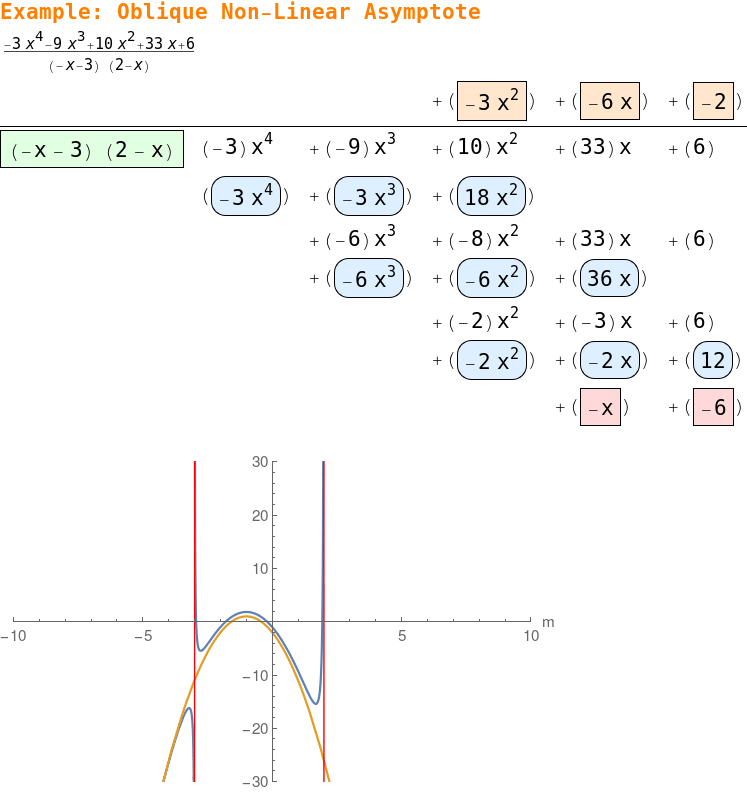 Example: Oblique Non-Linear Asymptote
-3 x⁴-9 x³+10 x²+33 x+6
(-x-3) (2-x)
+ ( -3 x² ) + ( -6 x ) + ( -2 )
(-x - 3) (2 - x) (-3) x⁴ + (-9) x³ + (10) x² + (33) x + (6)
( -3 x⁴ ) + ( -3 x³ ) + ( 18 x² )
+ (-6) x³ + (-8) x² + (33) x + (6)
+ ( -6 x³ ) + ( -6 x² ) + ( 36 x )
+ (-2) x² + (-3) x + (6)
+ ( -2 x² ) + ( -2 x ) + ( 12 )
+ ( -x ) + ( -6 )
30
20
10
m
-10 -5 5 10
-10
-20
-30